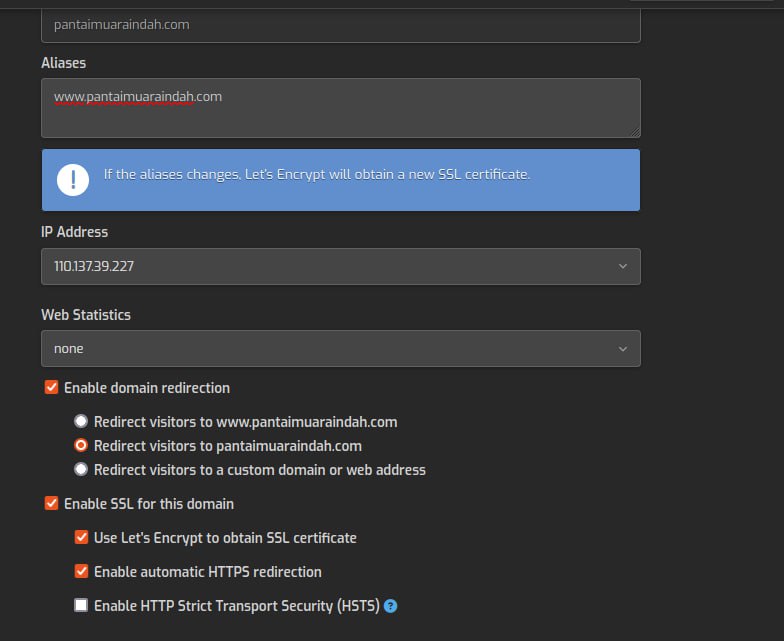 pantaimuaraindah.com
Aliases
www.pantaimuaraindah.com
If the aliases changes, Let's Encrypt will obtain a new SSL certificate.
IP Address
110.137.39.227
Web Statistics
none
Enable domain redirection
Redirect visitors to www.pantaimuaraindah.com
Redirect visitors to pantaimuaraindah.com
Redirect visitors to a custom domain or web address
Enable SSL for this domain
Use Let's Encrypt to obtain SSL certificate
Enable automatic HTTPS redirection
Enable HTTP Strict Transport Security (HSTS) ?